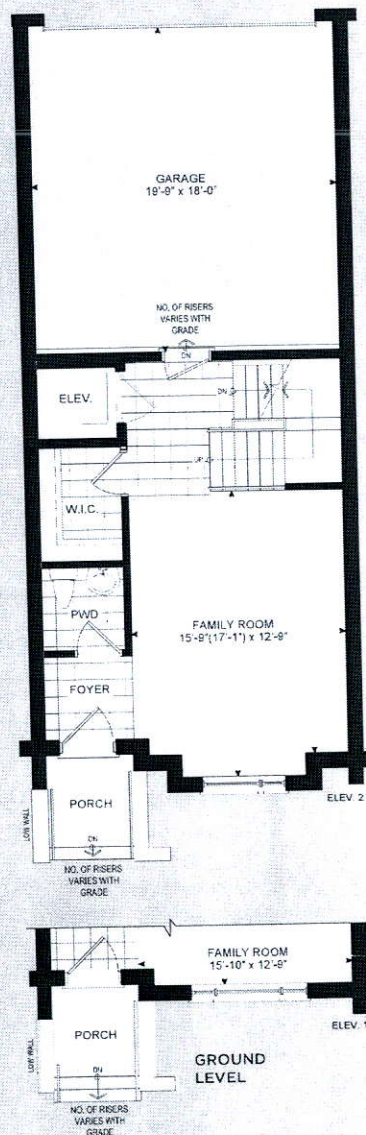 GARAGE
19'-9" x 18'-0"
NO. OF RISERS
VARIES WITH
GRADE
DN
ELEV.
DN
UP
W.I.C.
PWD
FAMILY ROOM
15'-9"(17'-1") x 12'-9"
FOYER
PORCH
LOW WALL
ELEV. 2
DN
NO. OF RISERS
VARIES WITH
GRADE
FAMILY ROOM
15'-10" x 12'-9"
PORCH
LOW WALL
ELEV. 1
GROUND
LEVEL
DN
NO. OF RISERS
VARIES WITH
GRADE